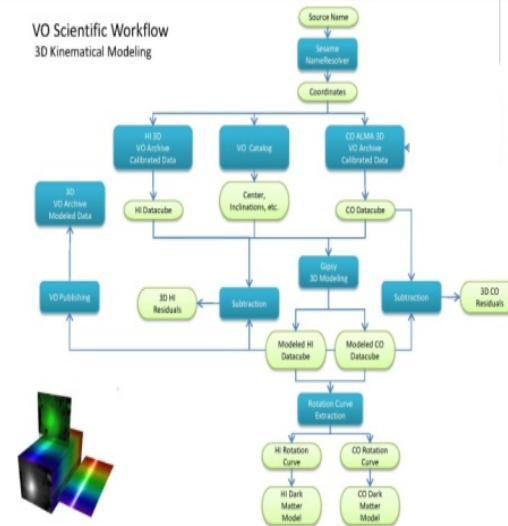 VO Scientific Workflow
3D Kinematical Modeling
Source Name
Sesame
NameResolver
Coordinates
HI 3D
VO Archive
Calibrated Data
VO Catalog
CO ALMA 3D
VO Archive
Calibrated Data
3D
VO Archive
Modeled Data
HI Datacube
Center,
Inclinations, etc.
CO Datacube
Gipsy
3D Modeling
VO Publishing
3D HI
Residuals
Subtraction
Subtraction
3D CO
Residuals
Modeled HI
Datacube
Modeled CO
Datacube
Rotation Curve
Extraction
HI Rotation
Curve
CO Rotation
Curve
HI Dark
Matter
Model
CO Dark
Matter
Model